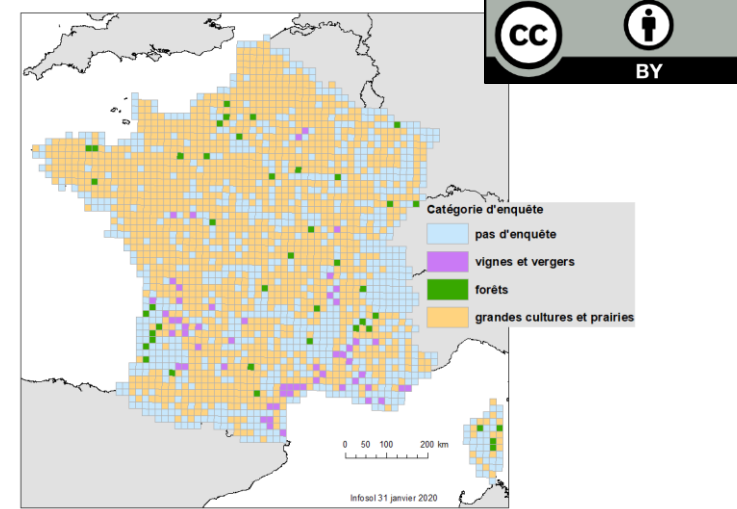 CC
BY
Catégorie d'enquête
pas d'enquête
vignes et vergers
forêts
grandes cultures et prairies
0 50 100 200 km
Infosol 31 janvier 2020